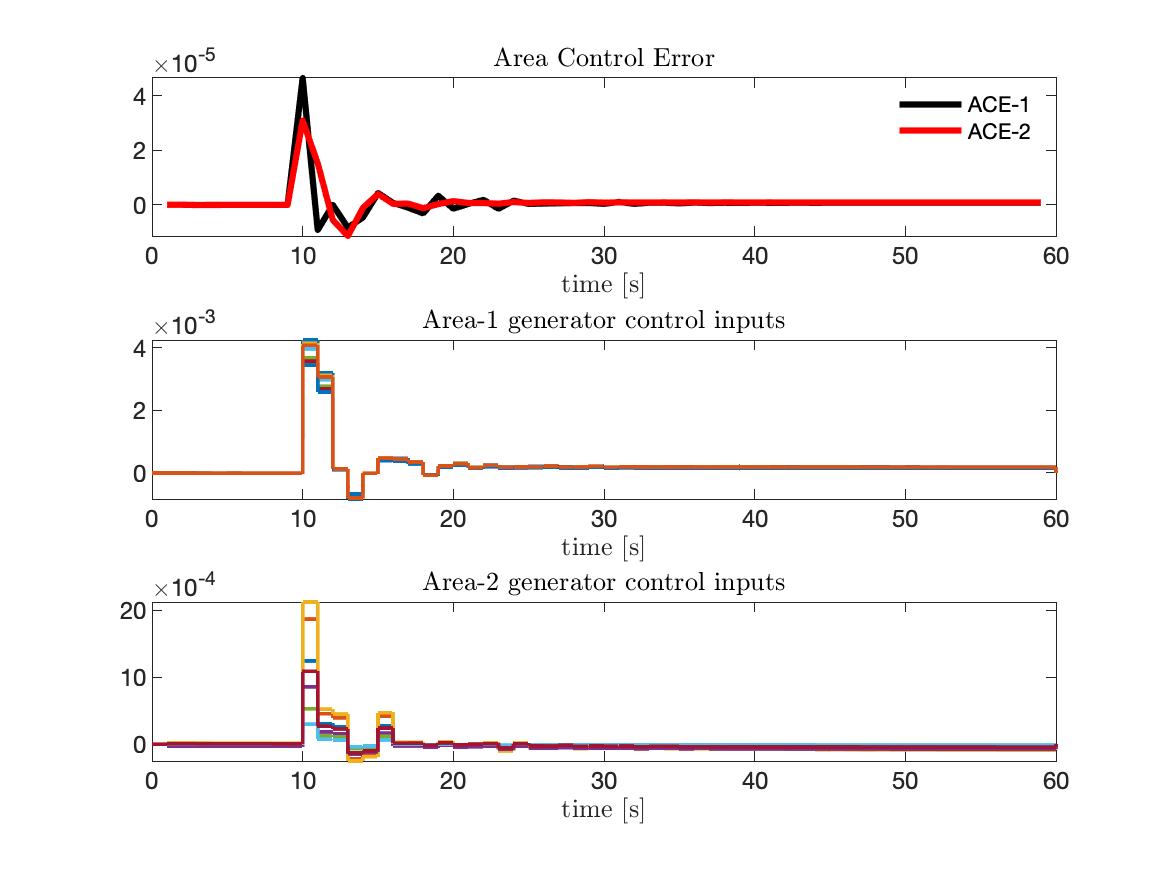 ×10-5
Area Control Error
4
2
0
ACE-1
ACE-2
0 10 20 30 40 50 60
time [s]
×10-3
Area-1 generator control inputs
4
2
0
0 10 20 30 40 50 60
time [s]
×10-4
Area-2 generator control inputs
20
10
0
0 10 20 30 40 50 60
time [s]